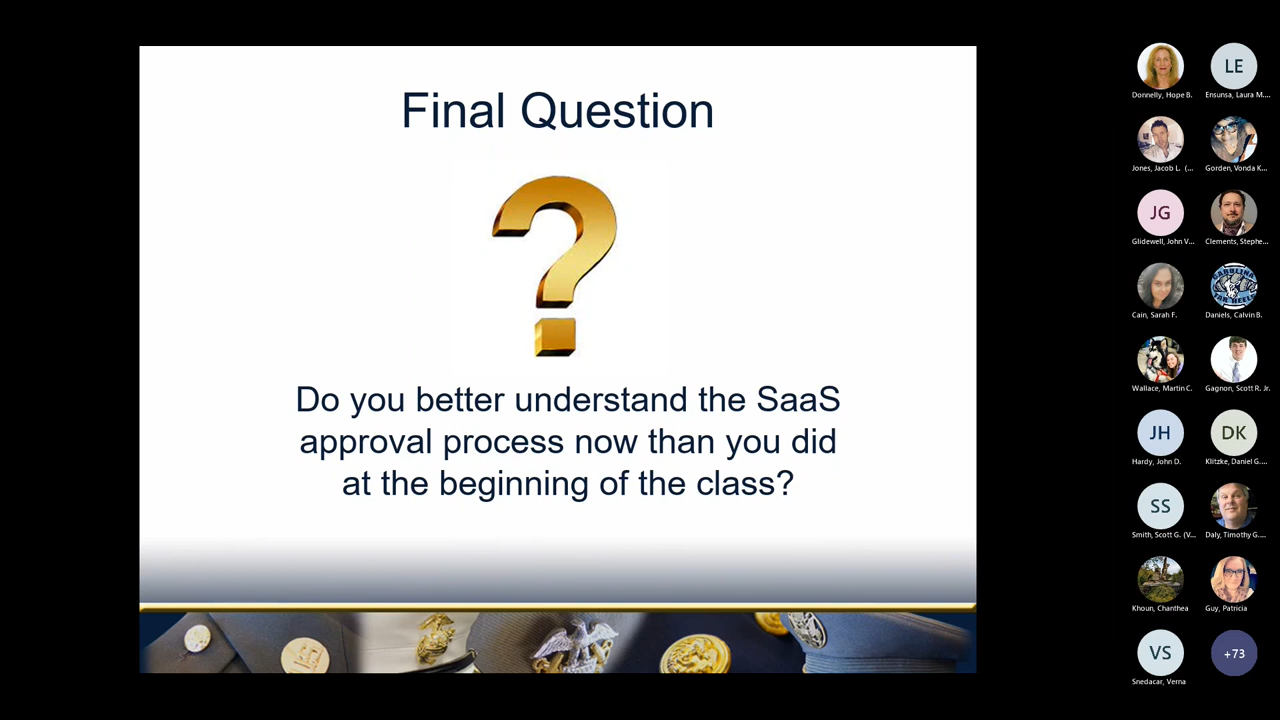 Final Question
Do you better understand the SaaS
approval process now than you did
at the beginning of the class?
Donnelly, Hope B.
LE
Ensunsa, Laura M....
Jones, Jacob L. (...
Gorden, Vonda K...
JG
Glidewell, John V...
Clements, Stephe...
Cain, Sarah F.
CAROLINA
TAR HEELS
Daniels, Calvin B.
Wallace, Martin C.
Gagnon, Scott R. Jr.
JH
Hardy, John D.
DK
Klitzke, Daniel G....
SS
Smith, Scott G. (V...
Daly, Timothy G....
Khoun, Chanthea
Guy, Patricia
VS
Snedacar, Verna
+73